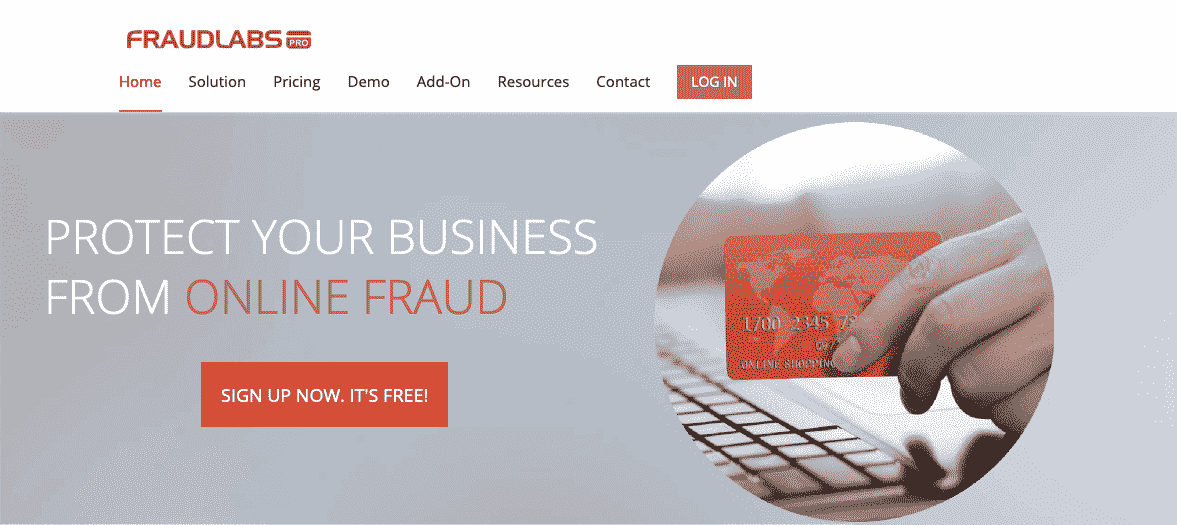 FRAUDLABS PRO
Home Solution Pricing Demo Add-On Resources Contact LOG IN
PROTECT YOUR BUSINESS
FROM ONLINE FRAUD
SIGN UP NOW. IT'S FREE!
1700 2345
ONLINE SHOPPING